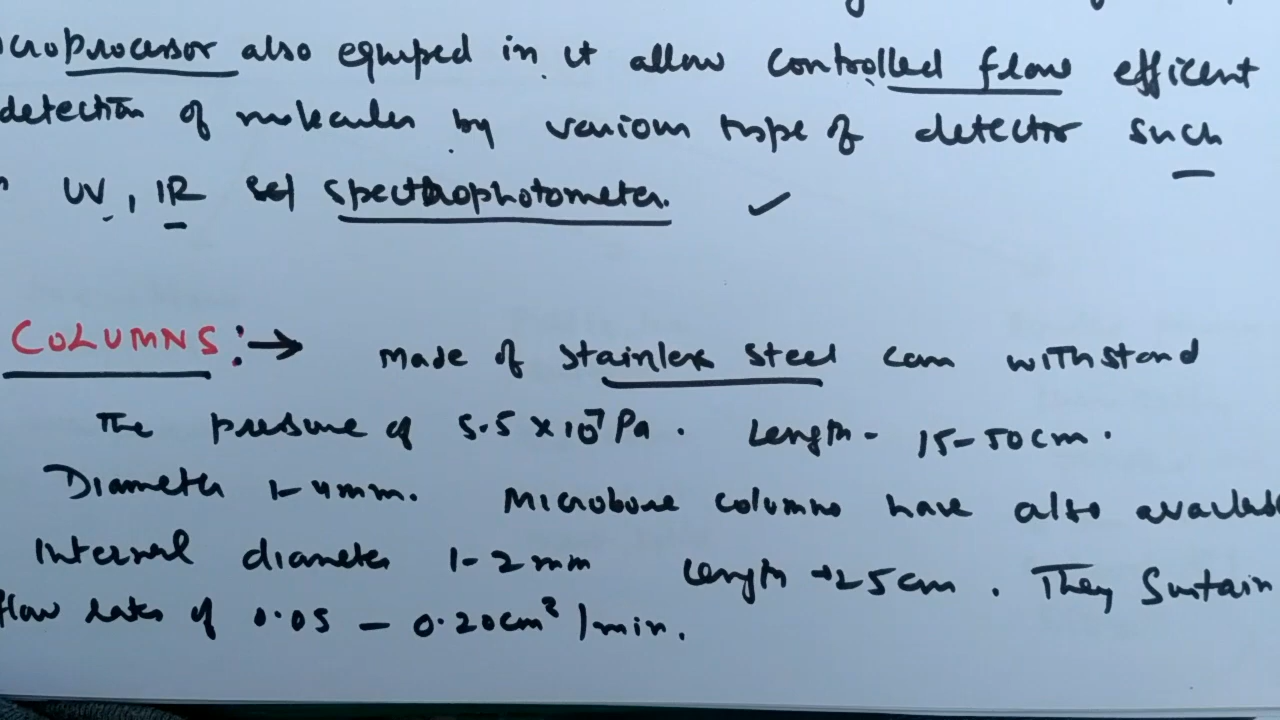 croprocessor also equiped in it allow controlled flow efficent
detection of molecules by various type of detector such
UV, IR spectrophotometer.
COLUMNS :→ Made of stainless steel can withstand
The pressure of 5.5 x 10⁷ Pa. Length - 15-50cm.
Diameter 1-4mm. Microbore columns have also availab
Internal diameter 1-2mm Length → 25cm. They Sustain
flow rates of 0.05 - 0.20cm³/min.